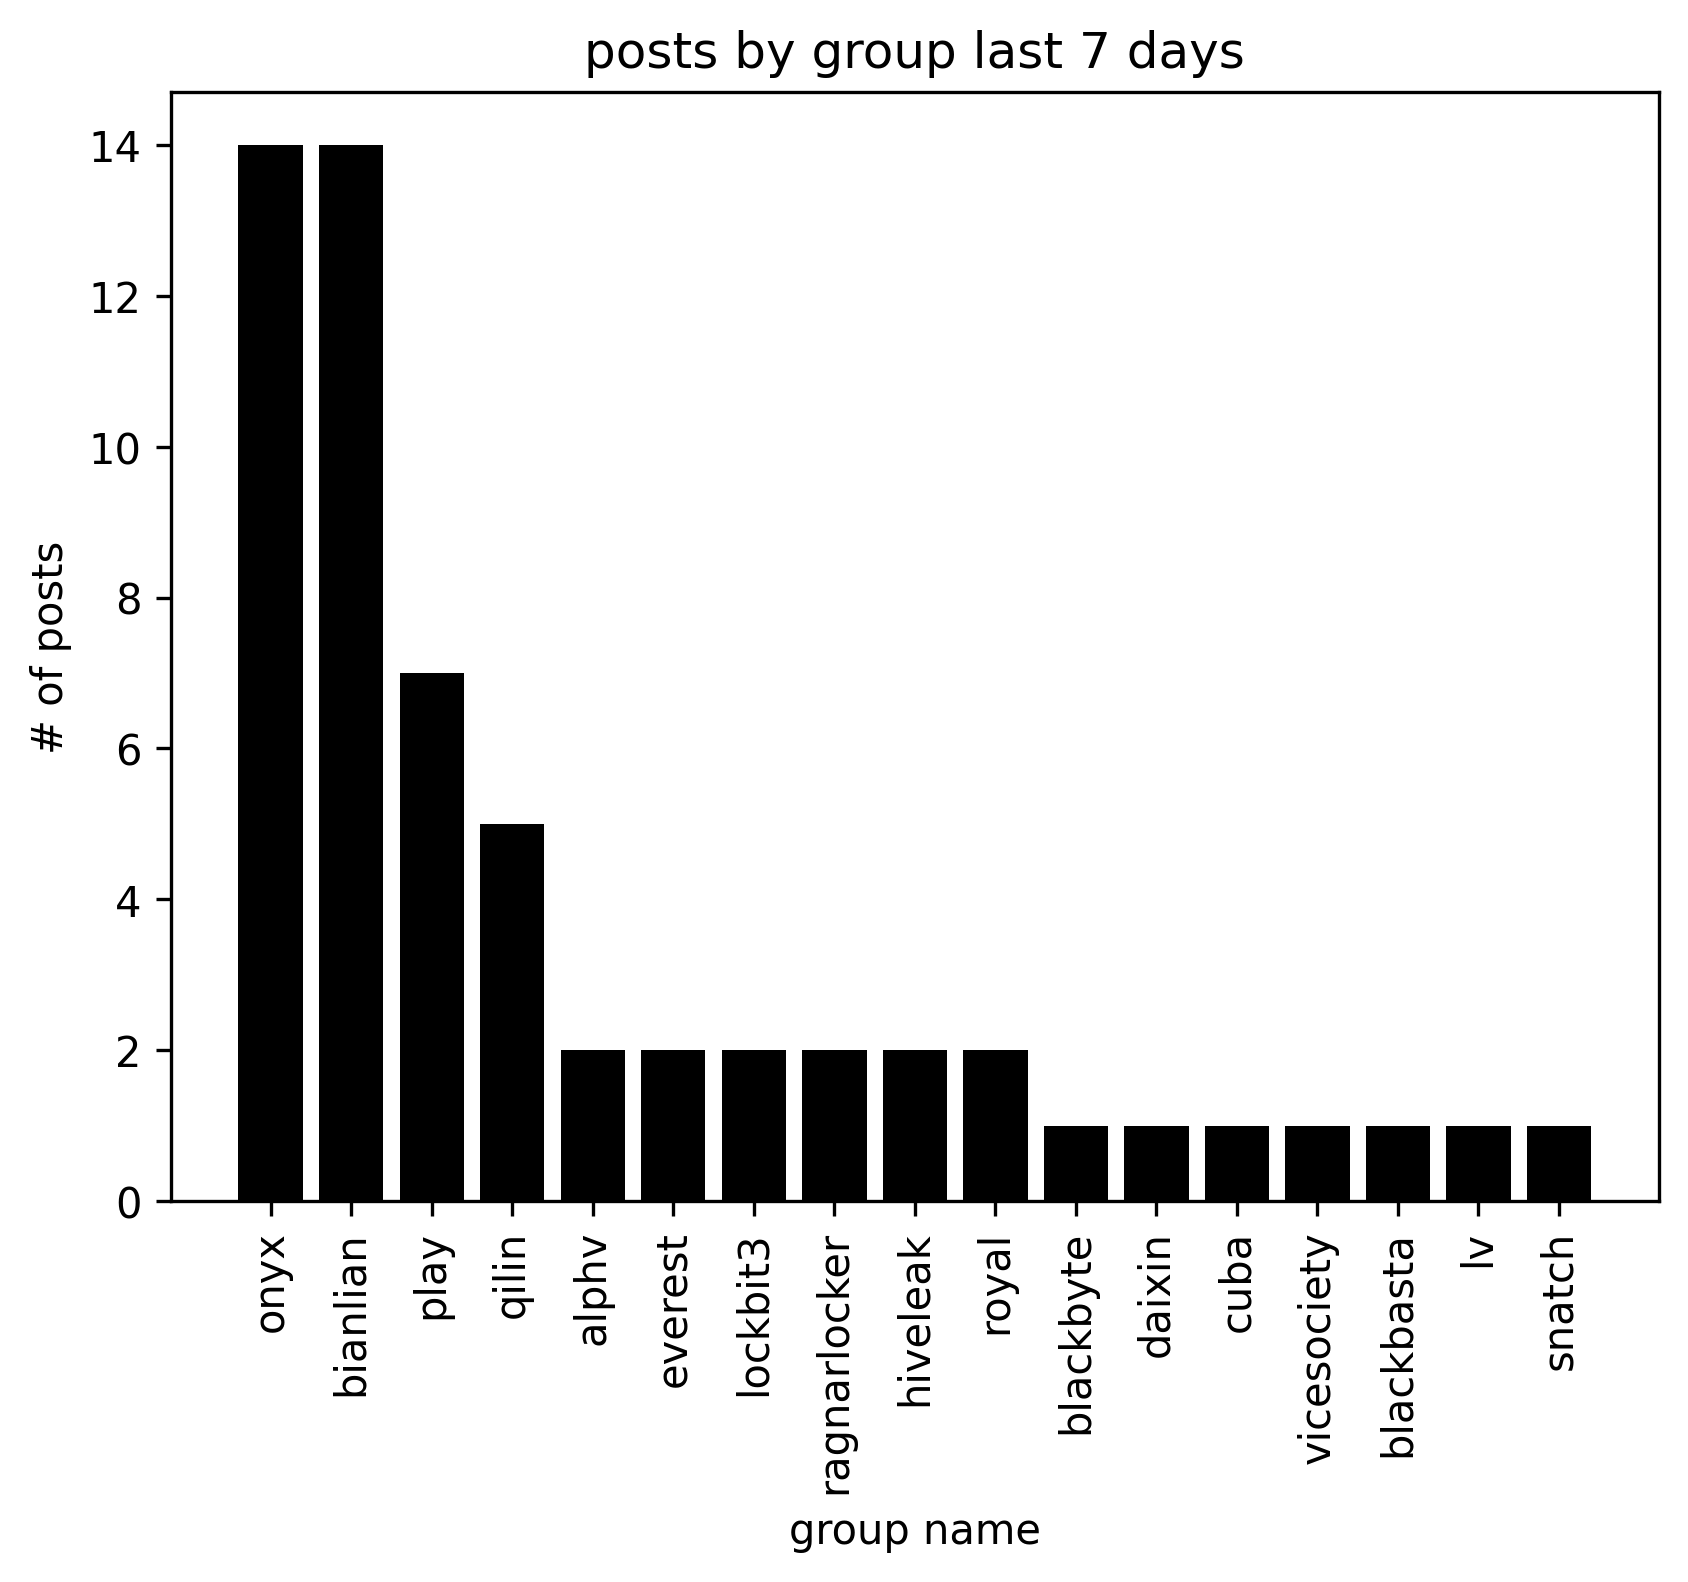 posts by group last 7 days
# of posts
14
12
10
8
6
4
2
0
onyx
bianlian
play
qilin
alphv
everest
lockbit3
ragnarlocker
hiveleak
royal
blackbyte
daixin
cuba
vicesociety
blackbasta
lv
snatch
group name